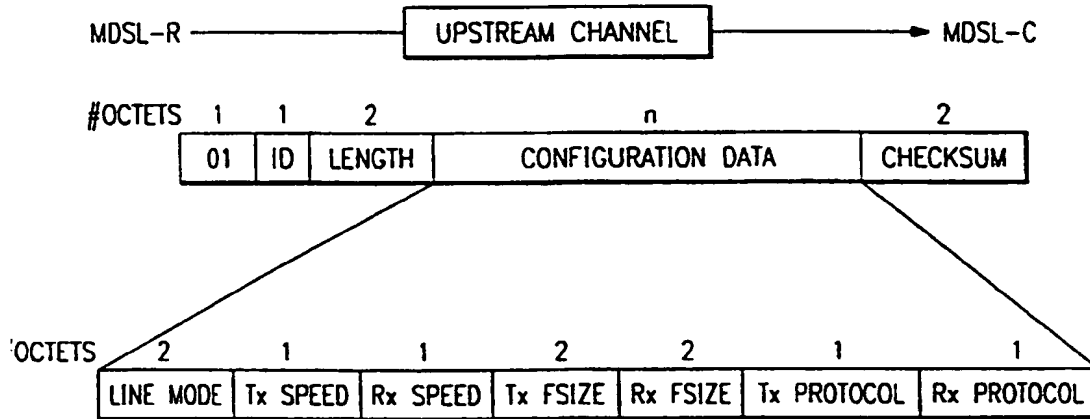 MDSL-R UPSTREAM CHANNEL MDSL-C
#OCTETS 1 1 2 n 2
01 ID LENGTH CONFIGURATION DATA CHECKSUM
OCTETS 2 1 1 2 2 1 1
LINE MODE Tx SPEED Rx SPEED Tx FSIZE Rx FSIZE Tx PROTOCOL Rx PROTOCOL